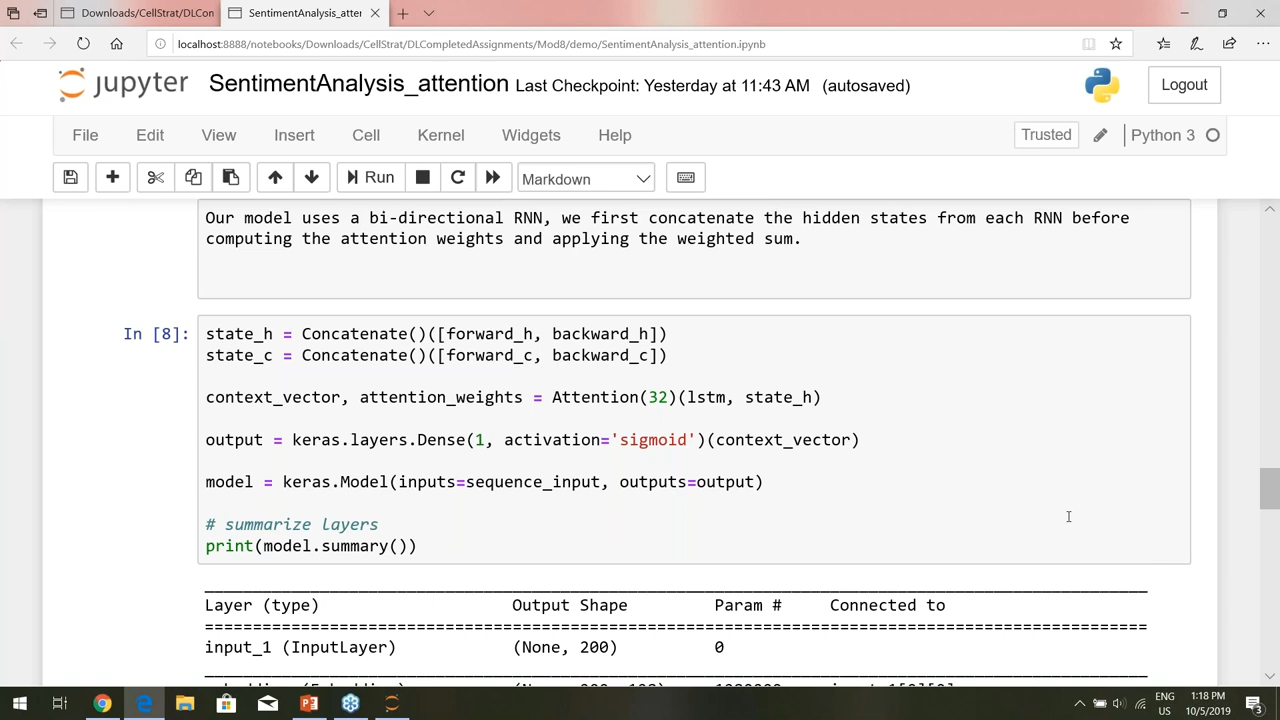 Downloads/CellStrat/DLCon
SentimentAnalysis_atter
localhost:8888/notebooks/Downloads/CellStrat/DLCompletedAssignments/Mod8/demo/SentimentAnalysis_attention.ipynb
jupyter SentimentAnalysis_attention Last Checkpoint: Yesterday at 11:43 AM (autosaved)
Logout
File Edit View Insert Cell Kernel Widgets Help
Trusted Python 3
Run Markdown
Our model uses a bi-directional RNN, we first concatenate the hidden states from each RNN before
computing the attention weights and applying the weighted sum.
In [8]: state_h = Concatenate()([forward_h, backward_h])
state_c = Concatenate()([forward_c, backward_c])
context_vector, attention_weights = Attention(32)(lstm, state_h)
output = keras.layers.Dense(1, activation='sigmoid')(context_vector)
model = keras.Model(inputs=sequence_input, outputs=output)
# summarize layers
print(model.summary())
Layer (type) Output Shape Param # Connected to
input_1 (InputLayer) (None, 200) 0
ENG 1:18 PM
US 10/5/2019 3